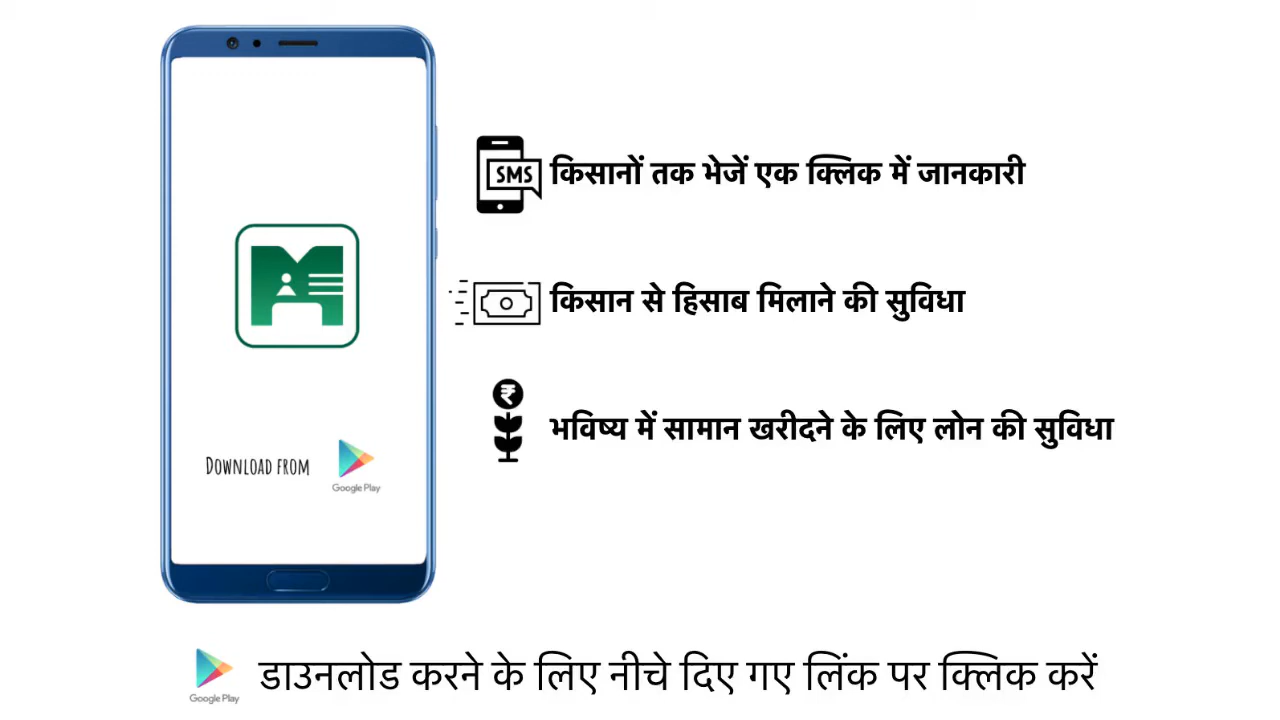 SMS
किसानों तक भेजें एक क्लिक में जानकारी
किसान से हिसाब मिलाने की सुविधा
₹
भविष्य में सामान खरीदने के लिए लोन की सुविधा
DOWNLOAD FROM
Google Play
Google Play
डाउनलोड करने के लिए नीचे दिए गए लिंक पर क्लिक करें